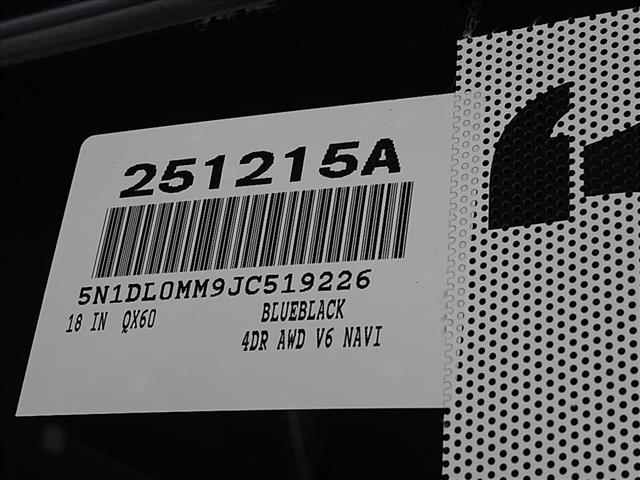 251215A
5N1DL0MM9JC519226
18 IN QX60 BLUEBLACK
4DR AWD V6 NAVI